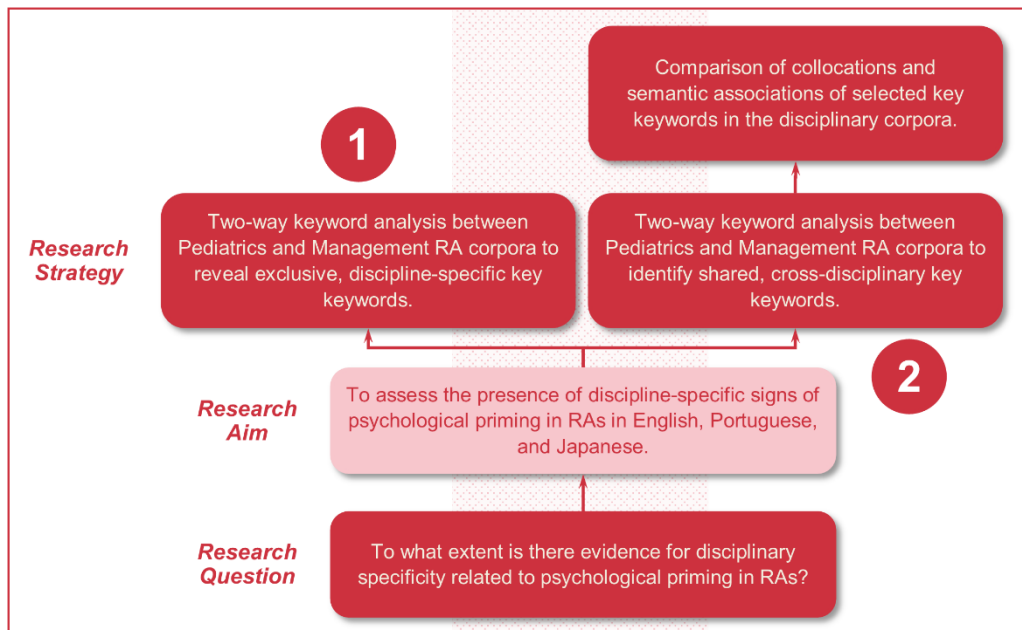 Comparison of collocations and
semantic associations of selected key
keywords in the disciplinary corpora.
1
Research
Strategy
Two-way keyword analysis between
Pediatrics and Management RA corpora to
reveal exclusive, discipline-specific key
keywords.
Two-way keyword analysis between
Pediatrics and Management RA corpora to
identify shared, cross-disciplinary key
keywords.
2
Research
Aim
To assess the presence of discipline-specific signs of
psychological priming in RAs in English, Portuguese,
and Japanese.
Research
Question
To what extent is there evidence for disciplinary
specificity related to psychological priming in RAs?